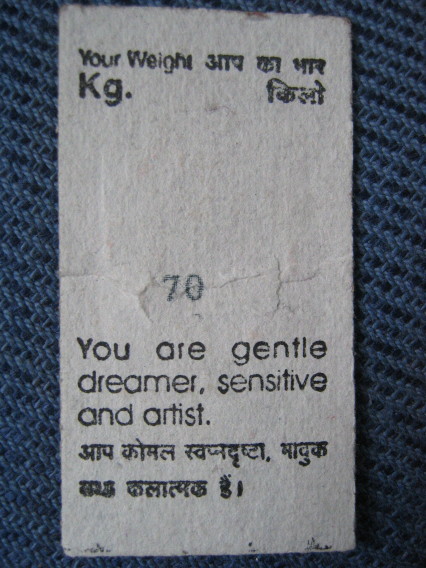 Your Weight आप का भार
Kg. किलो
70
You are gentle
dreamer, sensitive
and artist.
आप कोमल स्वप्नदृष्टा, भावुक
तथा कलात्मक हैं।